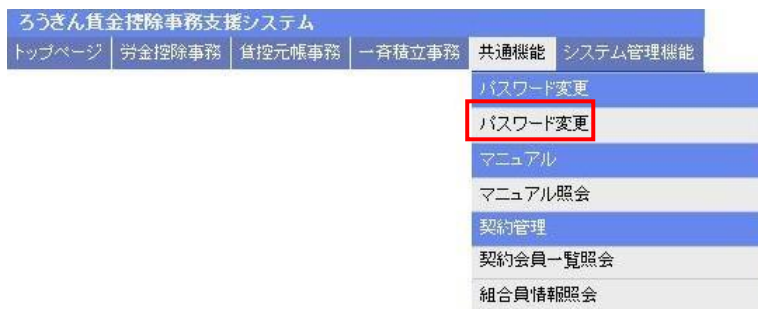 ろうきん賃金控除事務支援システム
トップページ 労金控除事務 賃控元帳事務 一斉積立事務 共通機能 システム管理機能
パスワード変更
パスワード変更
マニュアル
マニュアル照会
契約管理
契約会員一覧照会
組合員情報照会